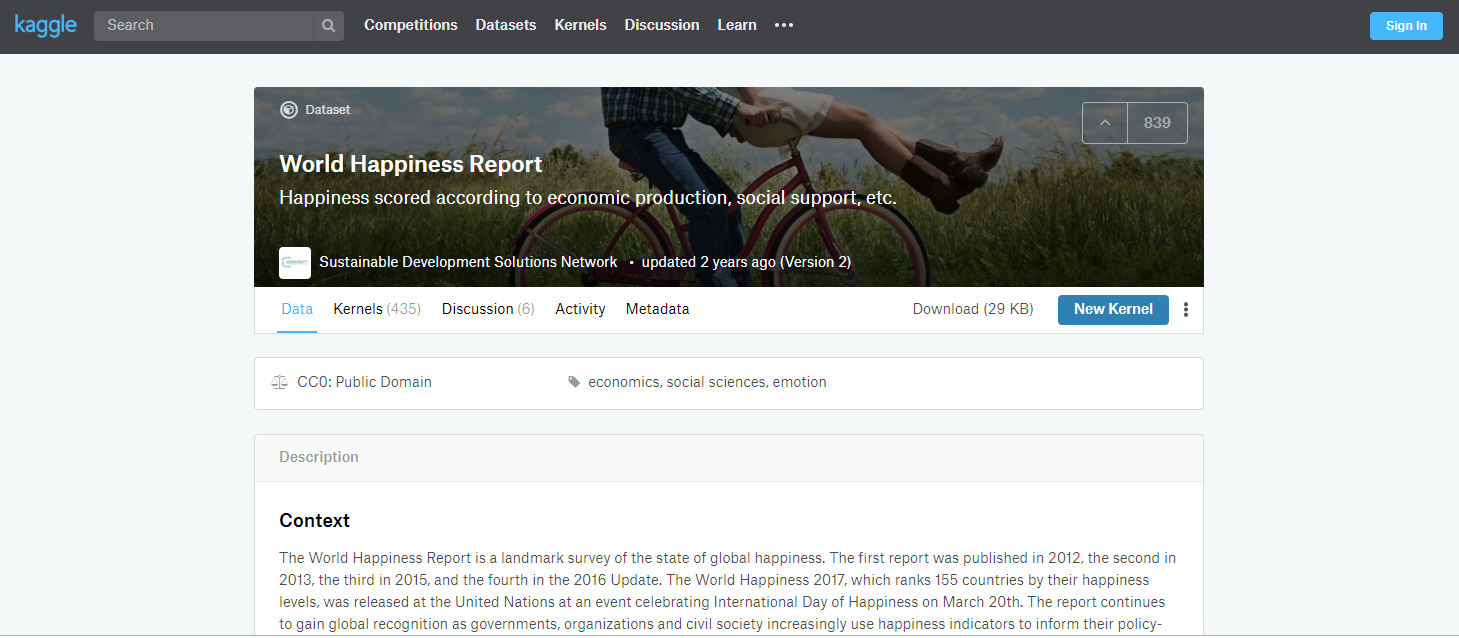 kaggle Search Competitions Datasets Kernels Discussion Learn ••• Sign In
Dataset
839
World Happiness Report
Happiness scored according to economic production, social support, etc.
Sustainable Development Solutions Network • updated 2 years ago (Version 2)
Data Kernels (435) Discussion (6) Activity Metadata Download (29 KB) New Kernel
CC0: Public Domain economics, social sciences, emotion
Description
Context
The World Happiness Report is a landmark survey of the state of global happiness. The first report was published in 2012, the second in
2013, the third in 2015, and the fourth in the 2016 Update. The World Happiness 2017, which ranks 155 countries by their happiness
levels, was released at the United Nations at an event celebrating International Day of Happiness on March 20th. The report continues
to gain global recognition as governments, organizations and civil society increasingly use happiness indicators to inform their policy-